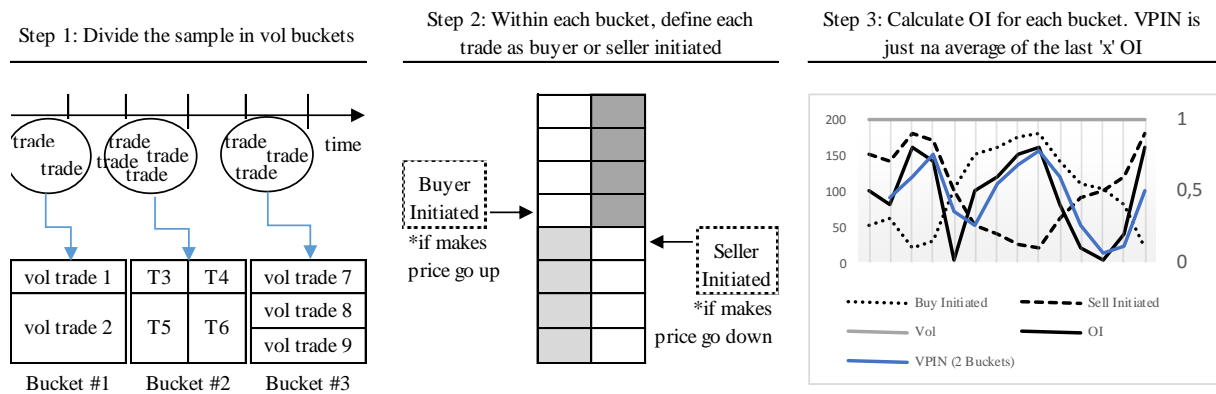 Step 1: Divide the sample in vol buckets
trade
trade
trade
trade
trade
trade
trade
trade
time
vol trade 1
vol trade 2
T3
T4
T5
T6
vol trade 7
vol trade 8
vol trade 9
Bucket #1
Bucket #2
Bucket #3
Step 2: Within each bucket, define each
trade as buyer or seller initiated
Buyer
Initiated
*if makes
price go up
Seller
Initiated
*if makes
price go down
Step 3: Calculate OI for each bucket. VPIN is
just na average of the last 'x' OI
200
150
100
50
0
1
0,5
0
Buy Initiated
Sell Initiated
Vol
OI
VPIN (2 Buckets)